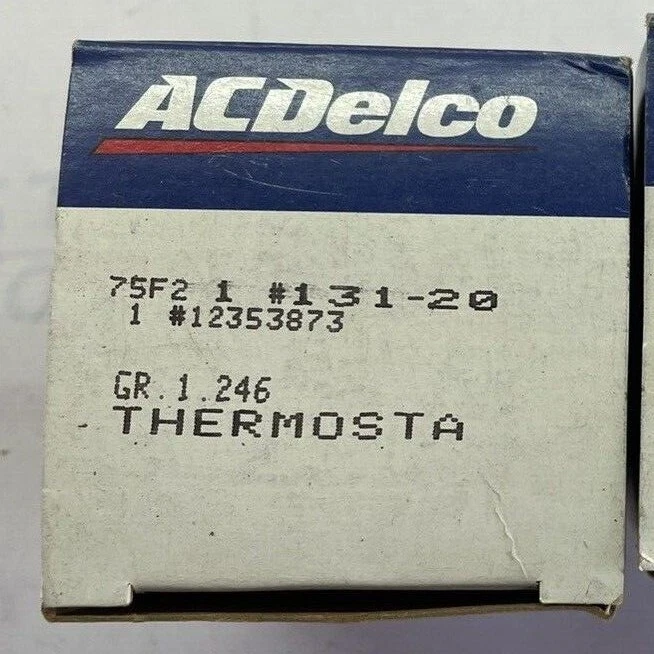 ACDelco
75F2 1 #131-20
1 #12353873
GR.1.246
THERMOSTA